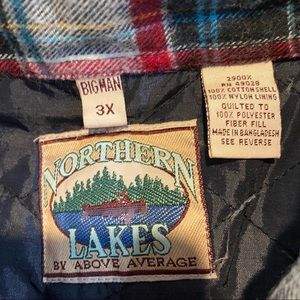 BIGMAN
3X
NORTHERN
LAKES
BY ABOVE AVERAGE
2900X
RN 49028
100% COTTON SHELL
100% NYLON LINING
QUILTED TO
100% POLYESTER
FIBER FILL
MADE IN BANGLADESH
SEE REVERSE